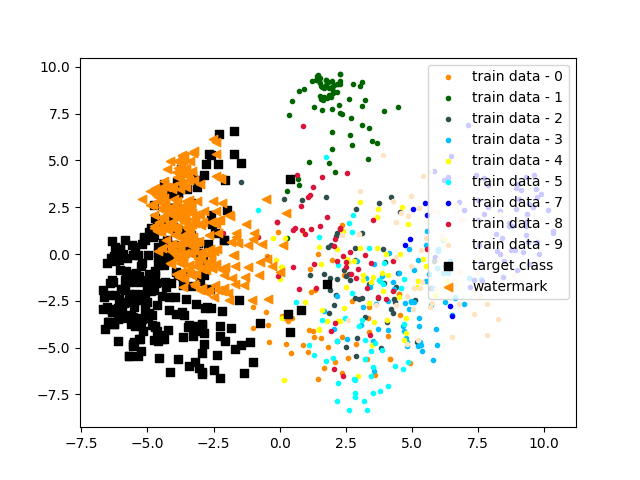 10.0
7.5
5.0
2.5
0.0
−2.5
−5.0
−7.5
−7.5
−5.0
−2.5
0.0
2.5
5.0
7.5
10.0
train data - 0
train data - 1
train data - 2
train data - 3
train data - 4
train data - 5
train data - 7
train data - 8
train data - 9
target class
watermark